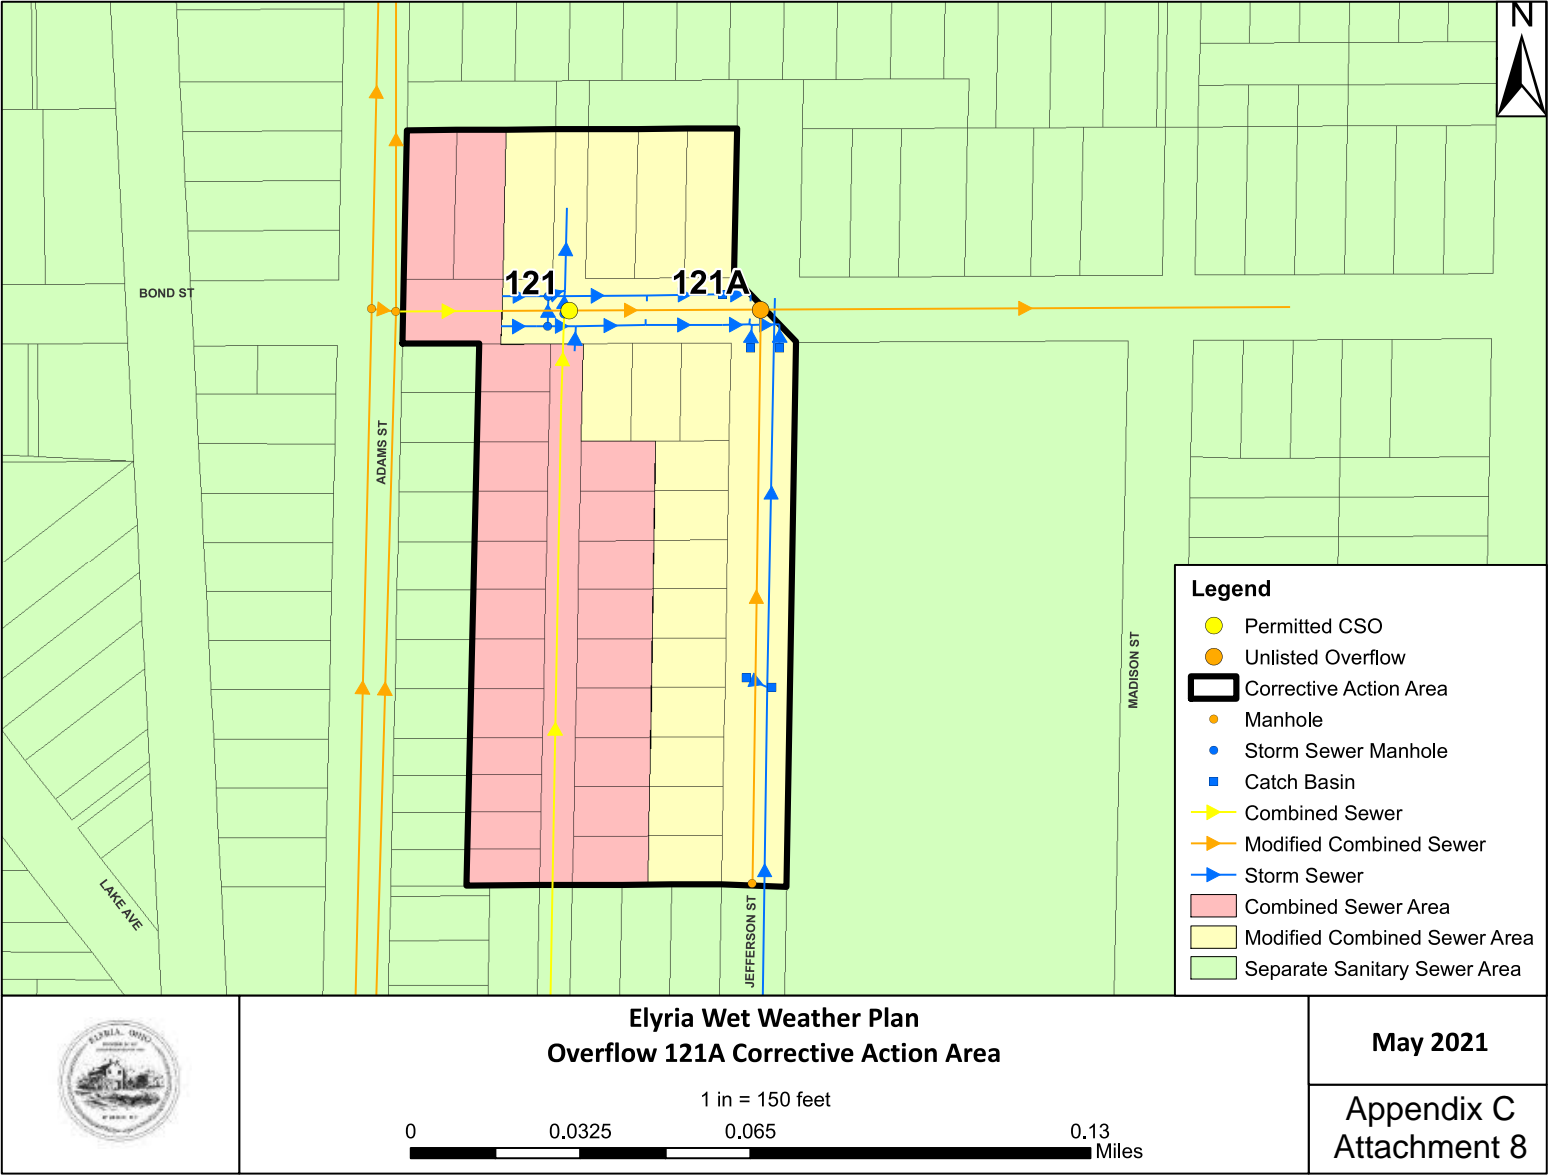 N
BOND ST
121
121A
ADAMS ST
MADISON ST
LAKE AVE
JEFFERSON ST
Legend
Permitted CSO
Unlisted Overflow
Corrective Action Area
Manhole
Storm Sewer Manhole
Catch Basin
Combined Sewer
Modified Combined Sewer
Storm Sewer
Combined Sewer Area
Modified Combined Sewer Area
Separate Sanitary Sewer Area
ELYRIA, OHIO
Elyria Wet Weather Plan
Overflow 121A Corrective Action Area
1 in = 150 feet
0 0.0325 0.065 0.13
Miles
May 2021
Appendix C
Attachment 8